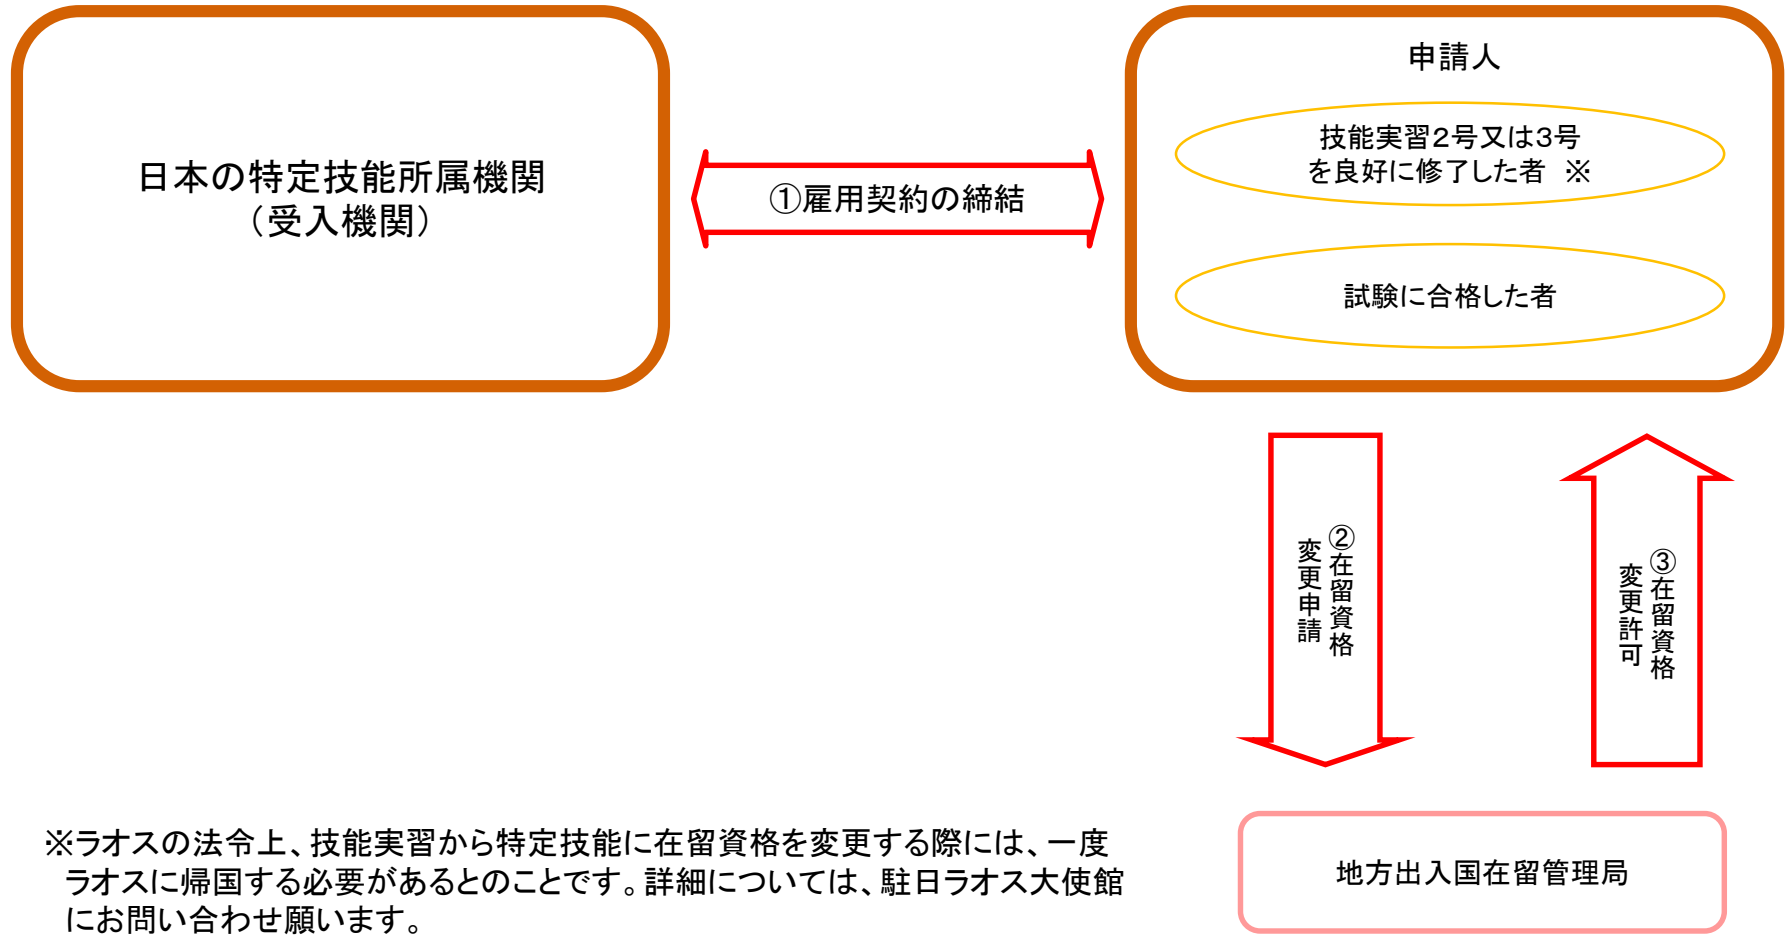 日本の特定技能所属機関
（受入機関）
①雇用契約の締結
申請人
技能実習２号又は３号
を良好に修了した者 ※
試験に合格した者
②在留資格
変更申請
③在留資格
変更許可
※ラオスの法令上、技能実習から特定技能に在留資格を変更する際には、一度
ラオスに帰国する必要があるとのことです。詳細については、駐日ラオス大使館
にお問い合わせ願います。
地方出入国在留管理局